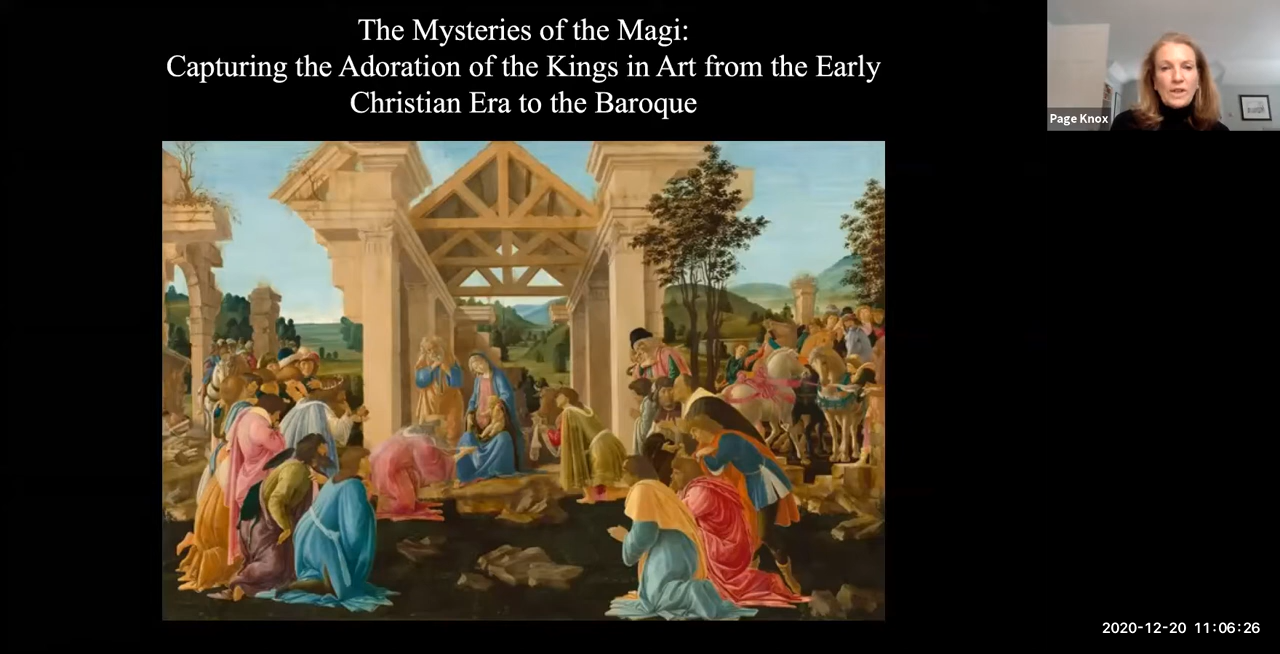 The Mysteries of the Magi:
Capturing the Adoration of the Kings in Art from the Early
Christian Era to the Baroque
Page Knox
2020-12-20 11:06:26